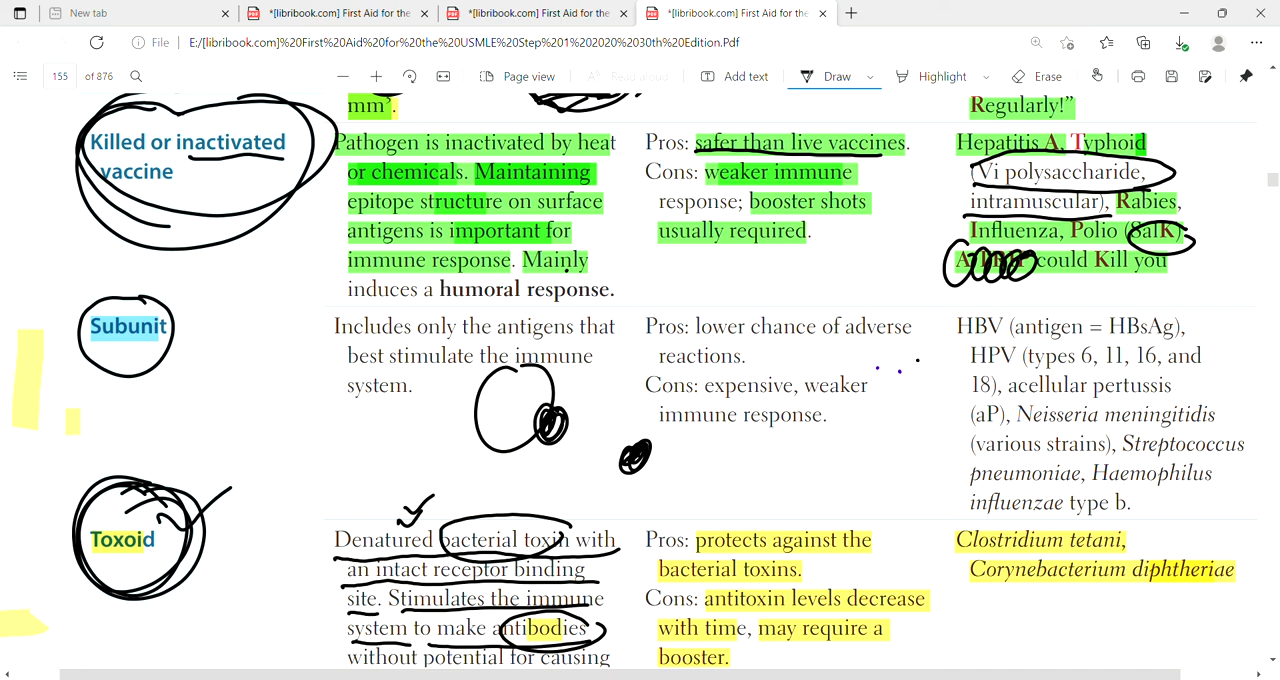 New tab
*[libribook.com] First Aid for the
*[libribook.com] First Aid for the
*[libribook.com] First Aid for the
File
E:/[libribook.com]%20First%20Aid%20for%20the%20USMLE%20Step%201%202020%2030th%20Edition.Pdf
155 of 876
Page view
Read aloud
Add text
Draw
Highlight
Erase
mm³.
Regularly!”
Killed or inactivated
vaccine
Pathogen is inactivated by heat
or chemicals. Maintaining
epitope structure on surface
antigens is important for
immune response. Mainly
induces a humoral response.
Pros: safer than live vaccines.
Cons: weaker immune
response; booster shots
usually required.
Hepatitis A, Typhoid
(Vi polysaccharide,
intramuscular), Rabies,
Influenza, Polio (SalK)
A could Kill you
Subunit
Includes only the antigens that
best stimulate the immune
system.
Pros: lower chance of adverse
reactions.
Cons: expensive, weaker
immune response.
HBV (antigen = HBsAg),
HPV (types 6, 11, 16, and
18), acellular pertussis
(aP), Neisseria meningitidis
(various strains), Streptococcus
pneumoniae, Haemophilus
influenzae type b.
Toxoid
Denatured bacterial toxin with
an intact receptor binding
site. Stimulates the immune
system to make antibodies
without potential for causing
Pros: protects against the
bacterial toxins.
Cons: antitoxin levels decrease
with time, may require a
booster.
Clostridium tetani,
Corynebacterium diphtheriae